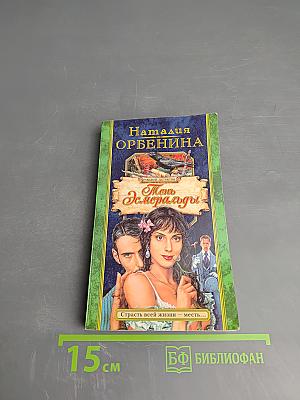 Наталия
ОРБЕНИНА
Тень
Эсмеральды
Страсть всей жизни — месть...
15 см
БФ БИБЛИОФАН